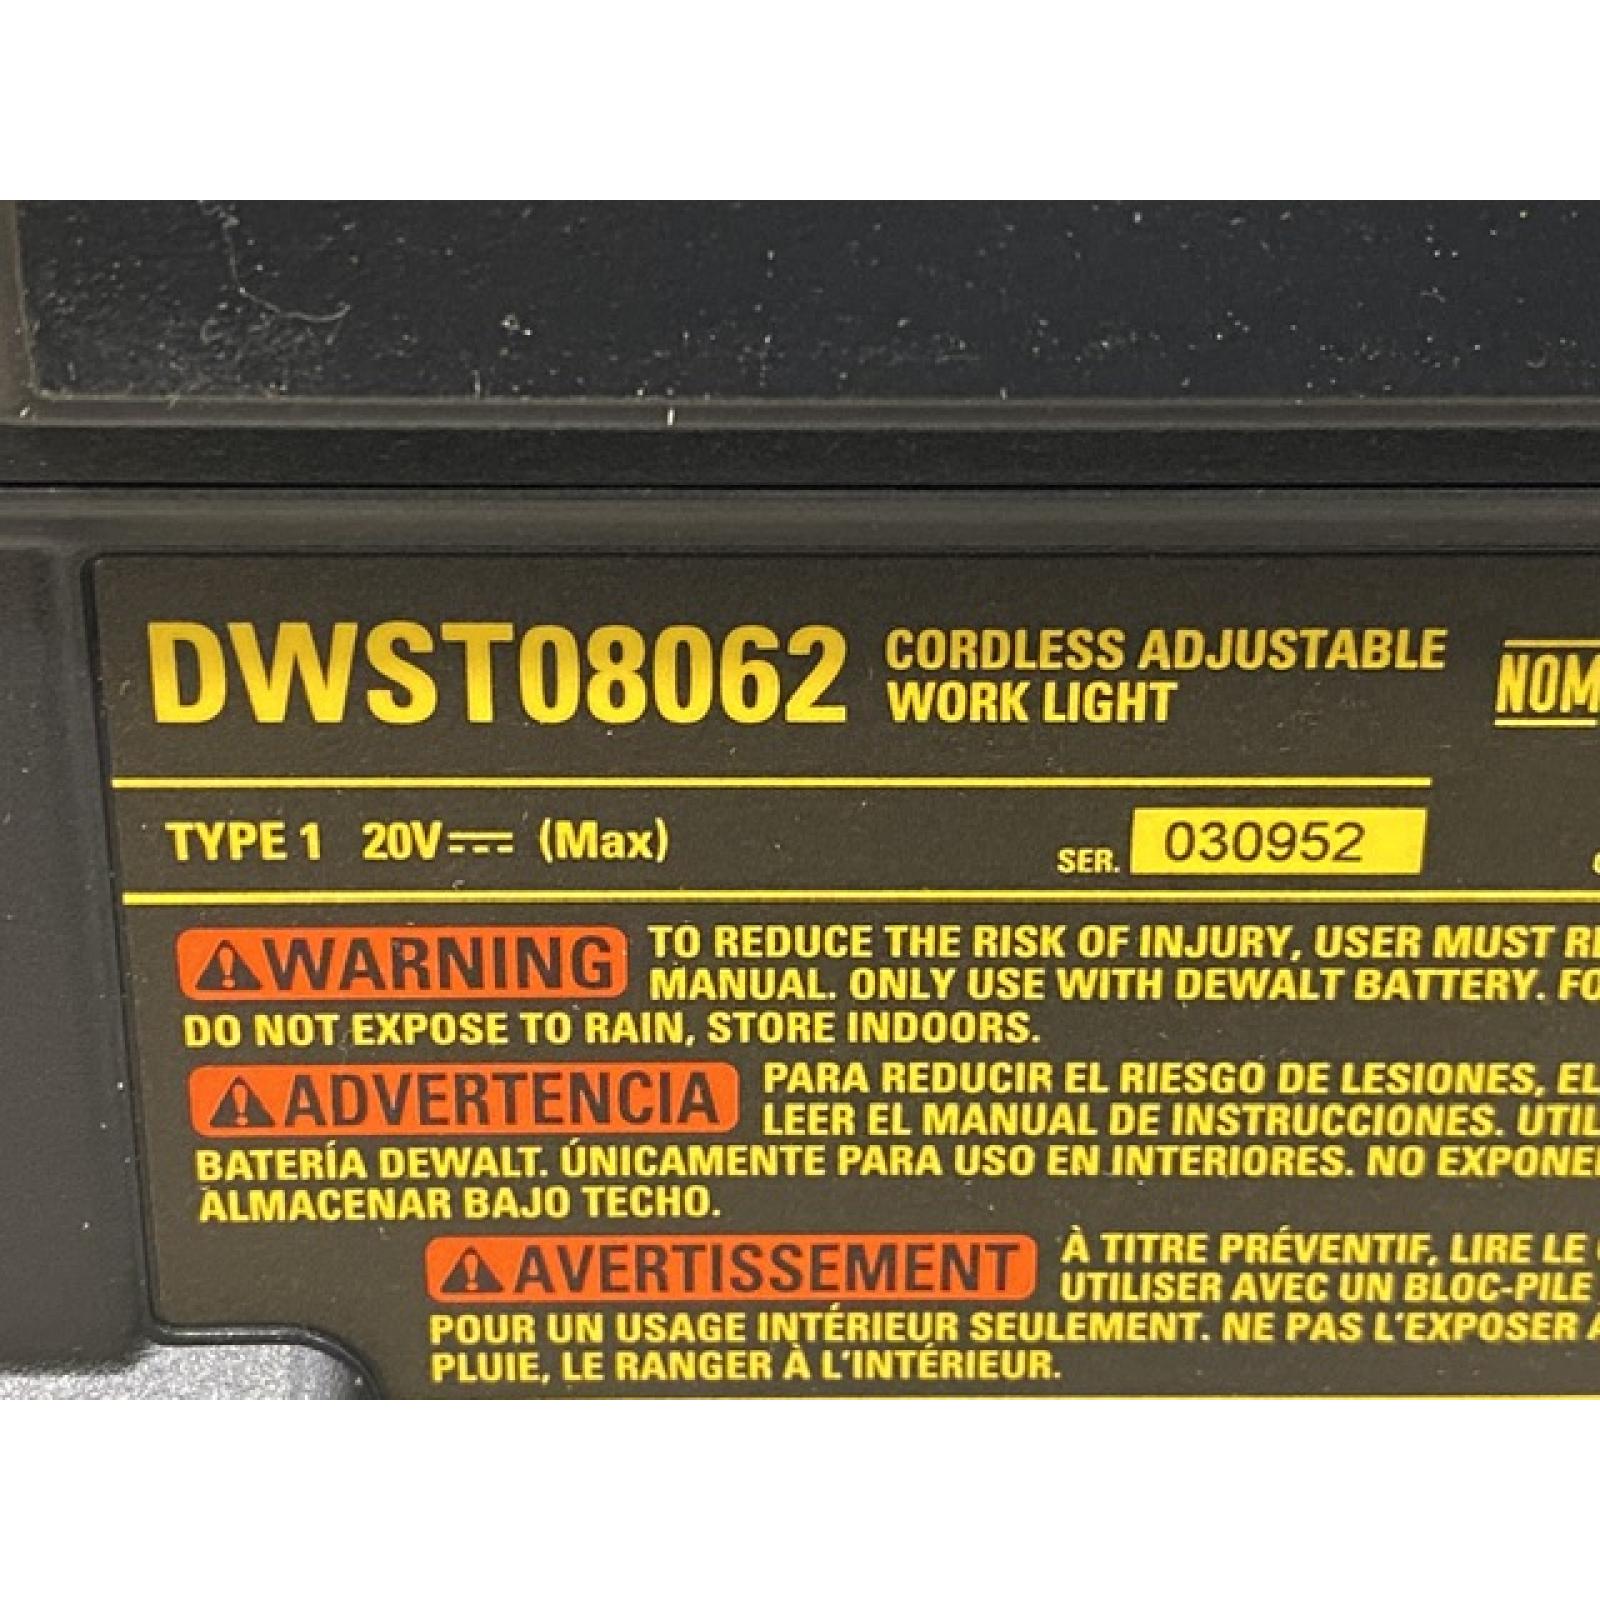 DWST08062 CORDLESS ADJUSTABLE
WORK LIGHT
NOM
TYPE 1 20V (Max) SER. 030952
WARNING TO REDUCE THE RISK OF INJURY, USER MUST
MANUAL. ONLY USE WITH DEWALT BATTERY.
DO NOT EXPOSE TO RAIN, STORE INDOORS.
ADVERTENCIA PARA REDUCIR EL RIESGO DE LESIONES, EL
LEER EL MANUAL DE INSTRUCCIONES.
BATERÍA DEWALT. ÚNICAMENTE PARA USO EN INTERIORES. NO
ALMACENAR BAJO TECHO.
AVERTISSEMENT À TITRE PRÉVENTIF, LIRE LE
UTILISER AVEC UN BLOC-PILE
POUR UN USAGE INTÉRIEUR SEULEMENT. NE PAS L'EXPOSER
PLUIE, LE RANGER À L'INTÉRIEUR.